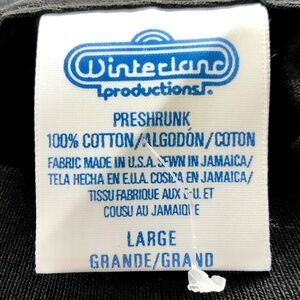 Winterland
productions.
PRESHRUNK
100% COTTON/ALGODÓN/COTON
FABRIC MADE IN U.S.A. SEWN IN JAMAICA/
TELA HECHA EN E.U.A. COSIDA EN JAMAICA/
TISSU FABRIQUE AUX E-U. ET
COUSU AU JAMAIQUE
LARGE
GRANDE/GRAND